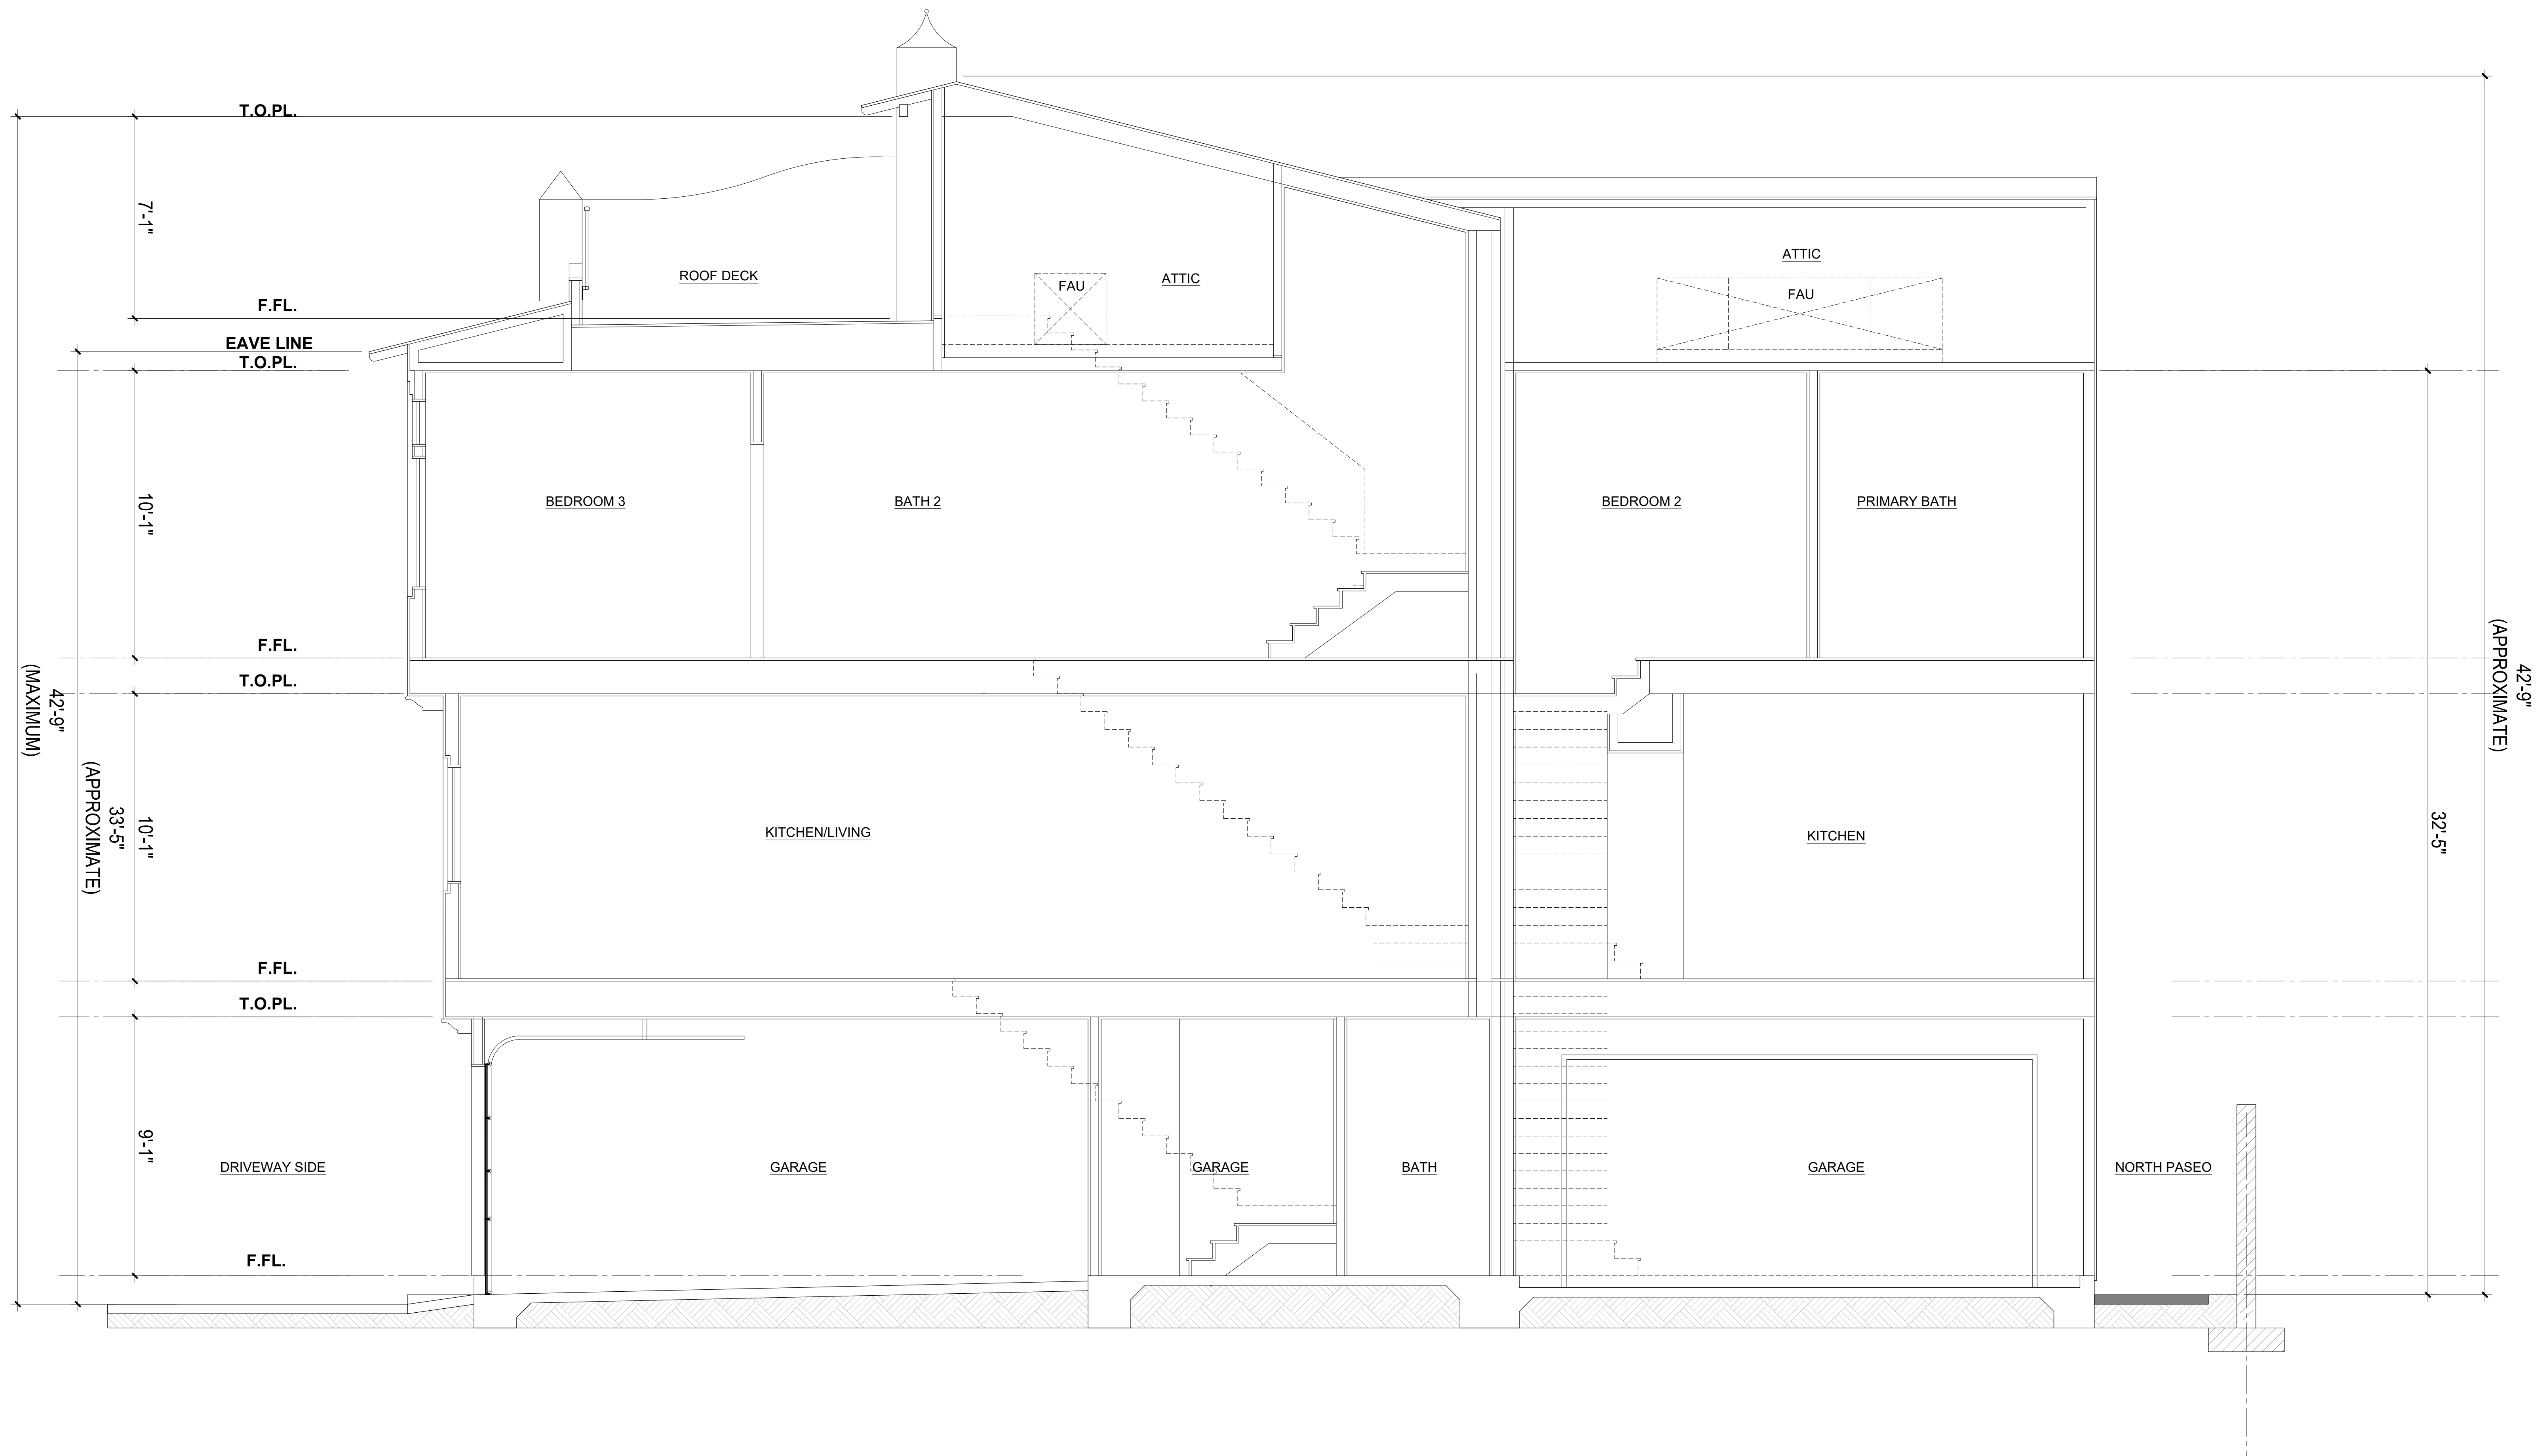 T.O.PL.
7'-1"
ROOF DECK
FAU
ATTIC
ATTIC
FAU
F.FL.
EAVE LINE
T.O.PL.
10'-1"
BEDROOM 3
BATH 2
BEDROOM 2
PRIMARY BATH
F.FL.
T.O.PL.
42'-9"
(MAXIMUM)
33'-5"
(APPROXIMATE)
10'-1"
KITCHEN/LIVING
KITCHEN
32'-5"
42'-9"
(APPROXIMATE)
F.FL.
T.O.PL.
9'-1"
DRIVEWAY SIDE
GARAGE
GARAGE
BATH
GARAGE
NORTH PASEO
F.FL.